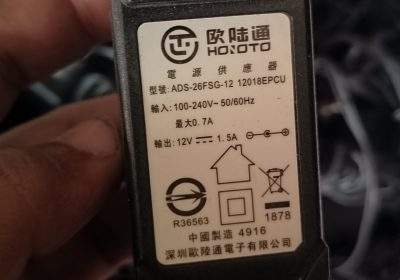 欧陆通
HONOTO
電源供應器
型號: ADS-26FSG-12 12018EPCU
輸入: 100-240V~ 50/60Hz
最大0.7A
輸出: 12V⎓1.5A
R36563
1878
中國製造 4916
深圳歐陸通電子有限公司